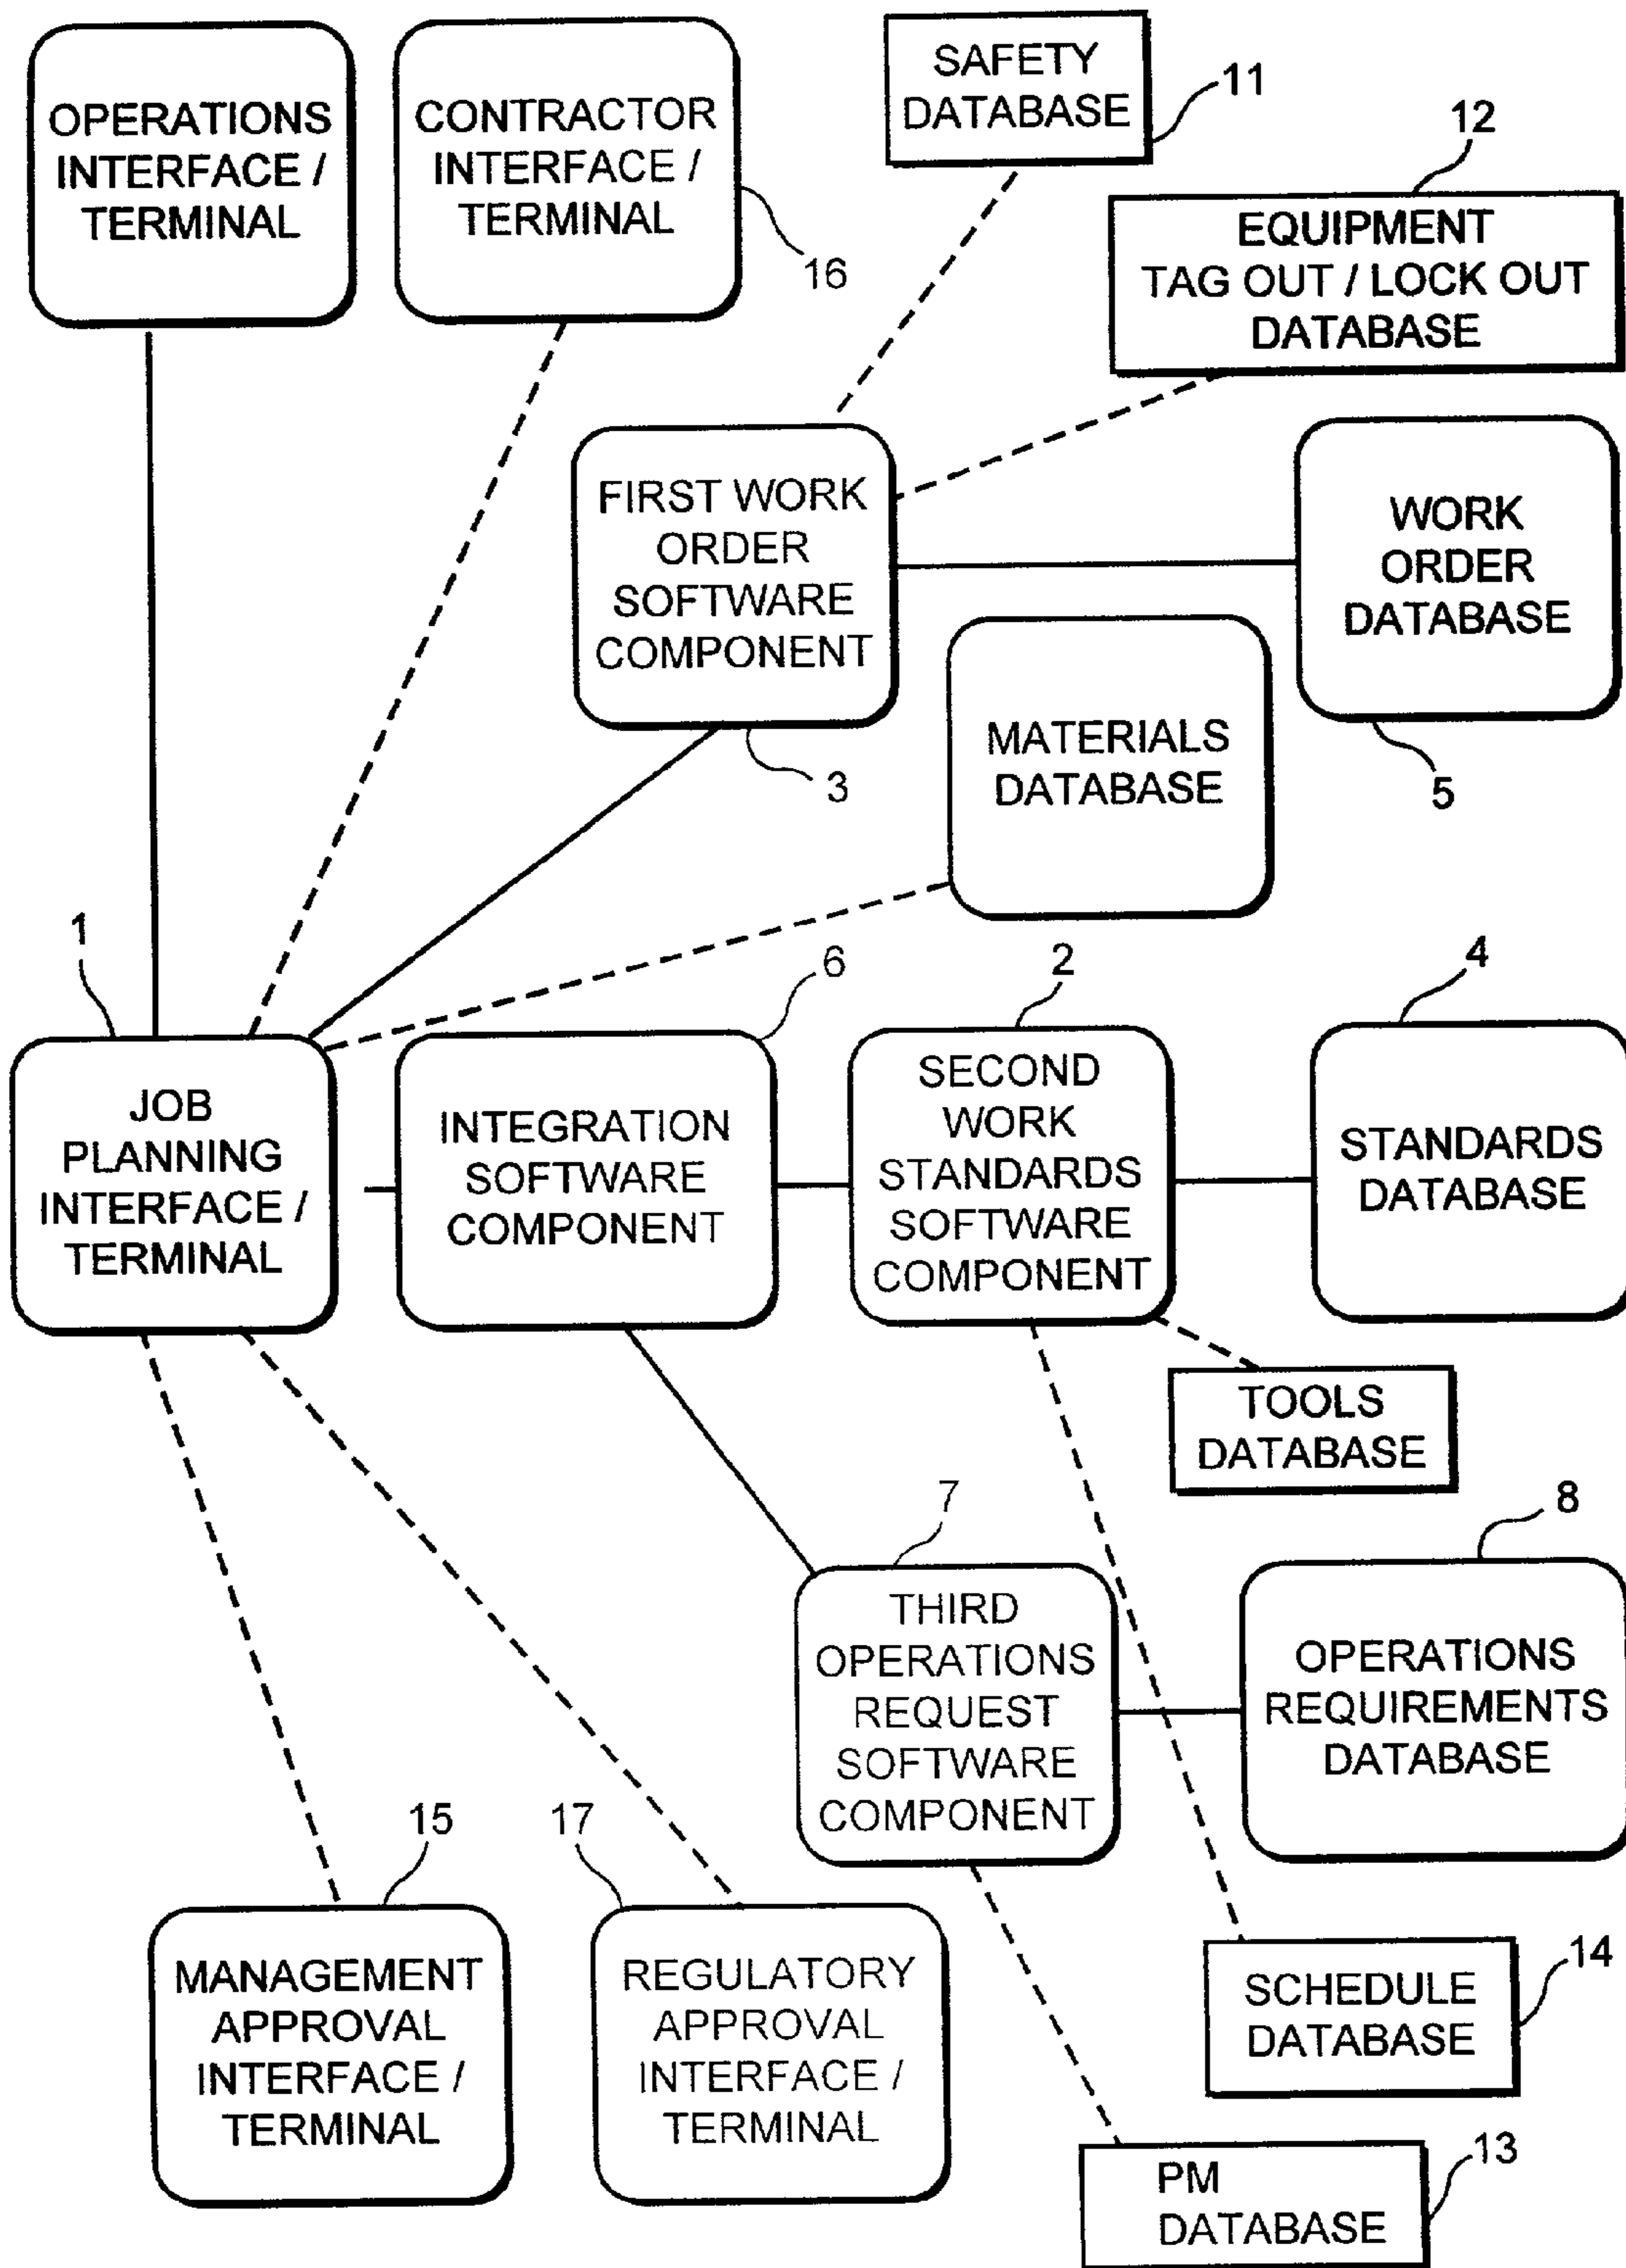 OPERATIONS
INTERFACE /
TERMINAL
CONTRACTOR
INTERFACE /
TERMINAL
16
SAFETY
DATABASE
11
12
EQUIPMENT
TAG OUT / LOCK OUT
DATABASE
FIRST WORK
ORDER
SOFTWARE
COMPONENT
3
WORK
ORDER
DATABASE
5
MATERIALS
DATABASE
1
JOB
PLANNING
INTERFACE /
TERMINAL
6
INTEGRATION
SOFTWARE
COMPONENT
2
SECOND
WORK
STANDARDS
SOFTWARE
COMPONENT
4
STANDARDS
DATABASE
TOOLS
DATABASE
7
THIRD
OPERATIONS
REQUEST
SOFTWARE
COMPONENT
8
OPERATIONS
REQUIREMENTS
DATABASE
15
MANAGEMENT
APPROVAL
INTERFACE /
TERMINAL
17
REGULATORY
APPROVAL
INTERFACE /
TERMINAL
SCHEDULE
DATABASE
14
PM
DATABASE
13